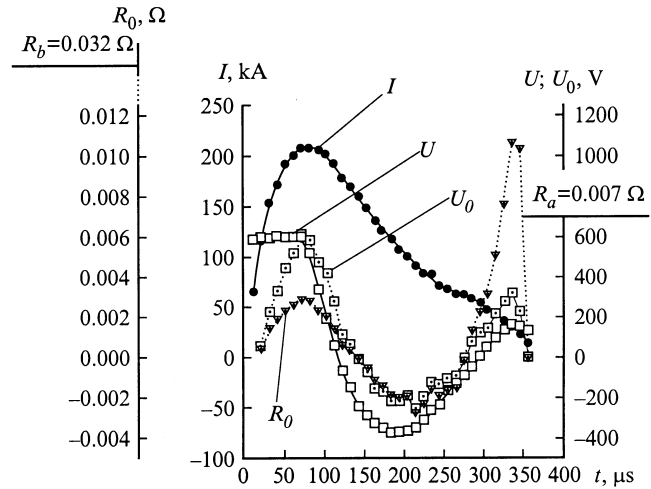 R₀, Ω
R_b=0.032 Ω
I, kA
U; U₀, V
I
U
U₀
R₀
R_a=0.007 Ω
0.012
0.010
0.008
0.006
0.004
0.002
0.000
–0.002
–0.004
250
200
150
100
50
0
–50
–100
1200
1000
600
400
200
0
–200
–400
0 50 100 150 200 250 300 350 400 t, μs